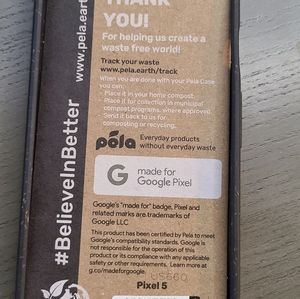 THANK
YOU!
For helping us create a
waste free world!
Track your waste
www.pela.earth/track
When you are done with your Pela Case
you can:
- Place it in your home compost.
- Place it for collection in municipal
compost programs, where approved.
- Send it back to us for
composting or recycling.
pela
Everyday products
without everyday waste
G
made for
Google Pixel
Google's "made for" badge, Pixel and
related marks are trademarks of
Google LLC
This product has been certified by Pela to meet
Google's compatibility standards. Google is
not responsible for the operation of this
product or its compliance with any applicable
safety or other requirements. Learn more at
g.co/madeforgoogle
Pixel 5
#BelieveInBetter
www.pela.earth